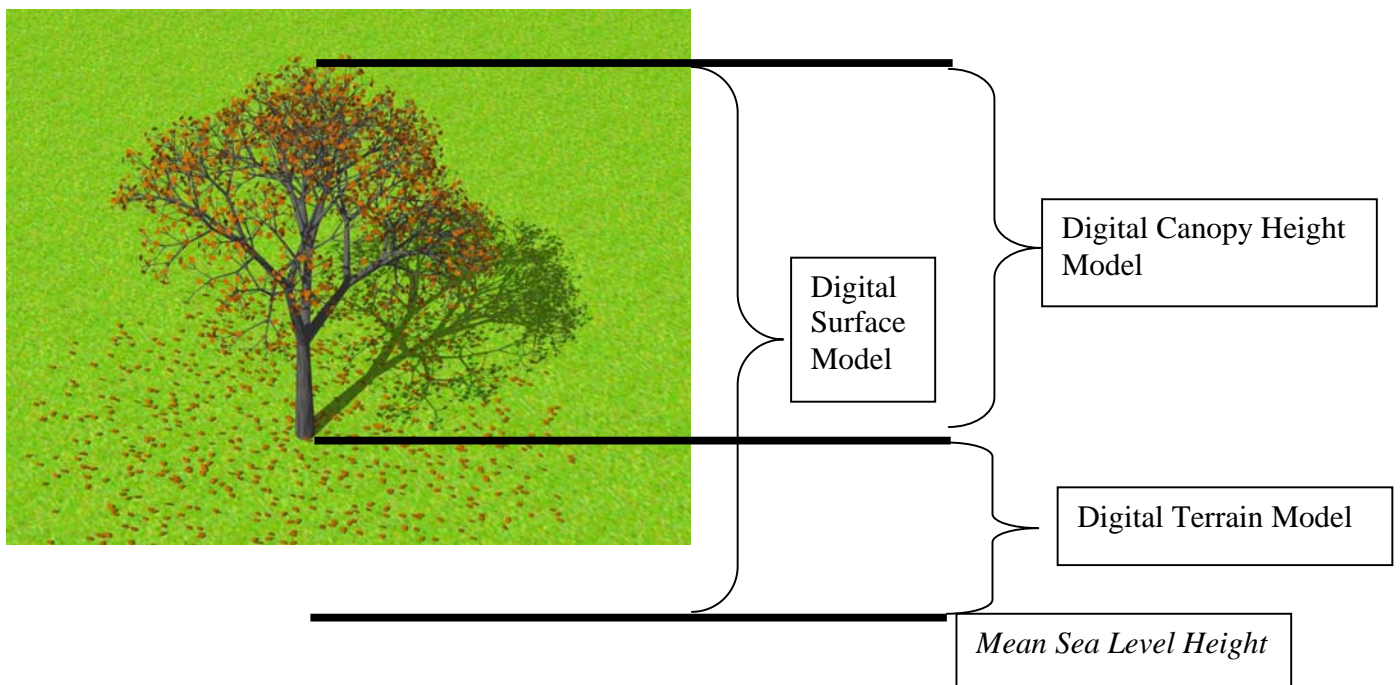 Digital Canopy Height
Model
Digital
Surface
Model
Digital Terrain Model
Mean Sea Level Height